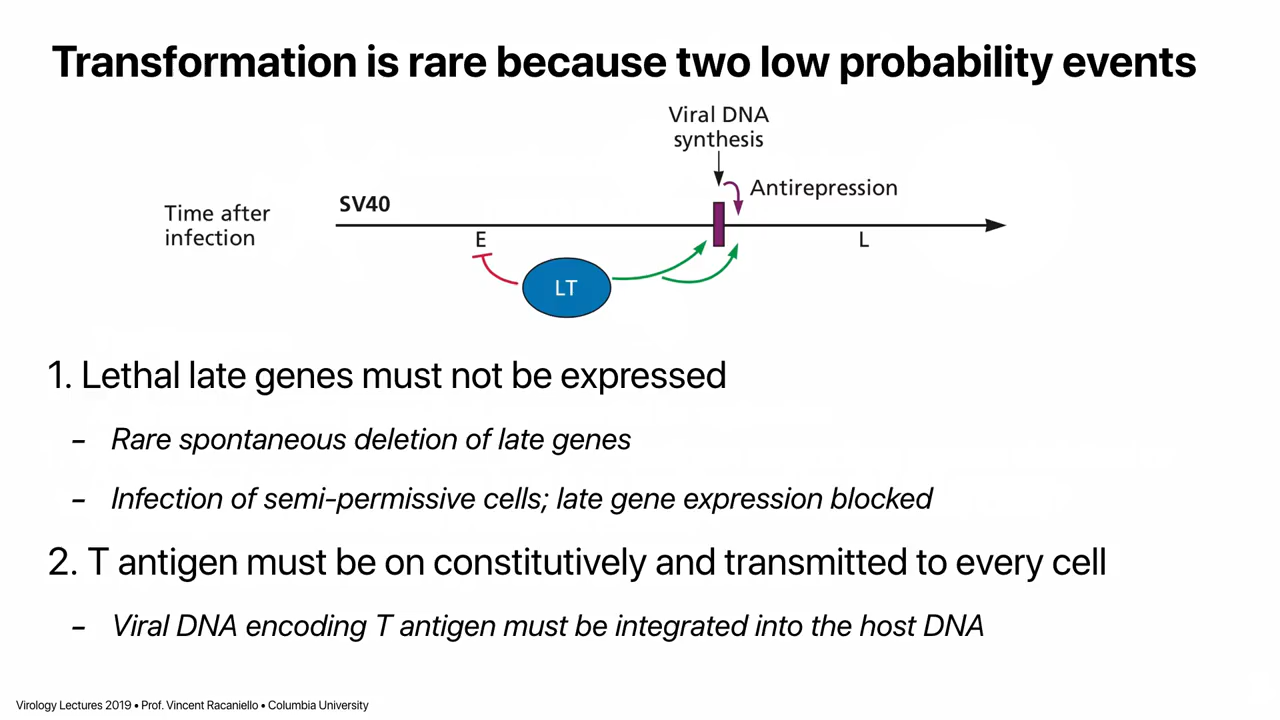 Transformation is rare because two low probability events
Viral DNA
synthesis
Antirepression
SV40
Time after
infection
E
L
LT
1. Lethal late genes must not be expressed
- Rare spontaneous deletion of late genes
- Infection of semi-permissive cells; late gene expression blocked
2. T antigen must be on constitutively and transmitted to every cell
- Viral DNA encoding T antigen must be integrated into the host DNA
Virology Lectures 2019 • Prof. Vincent Racaniello • Columbia University